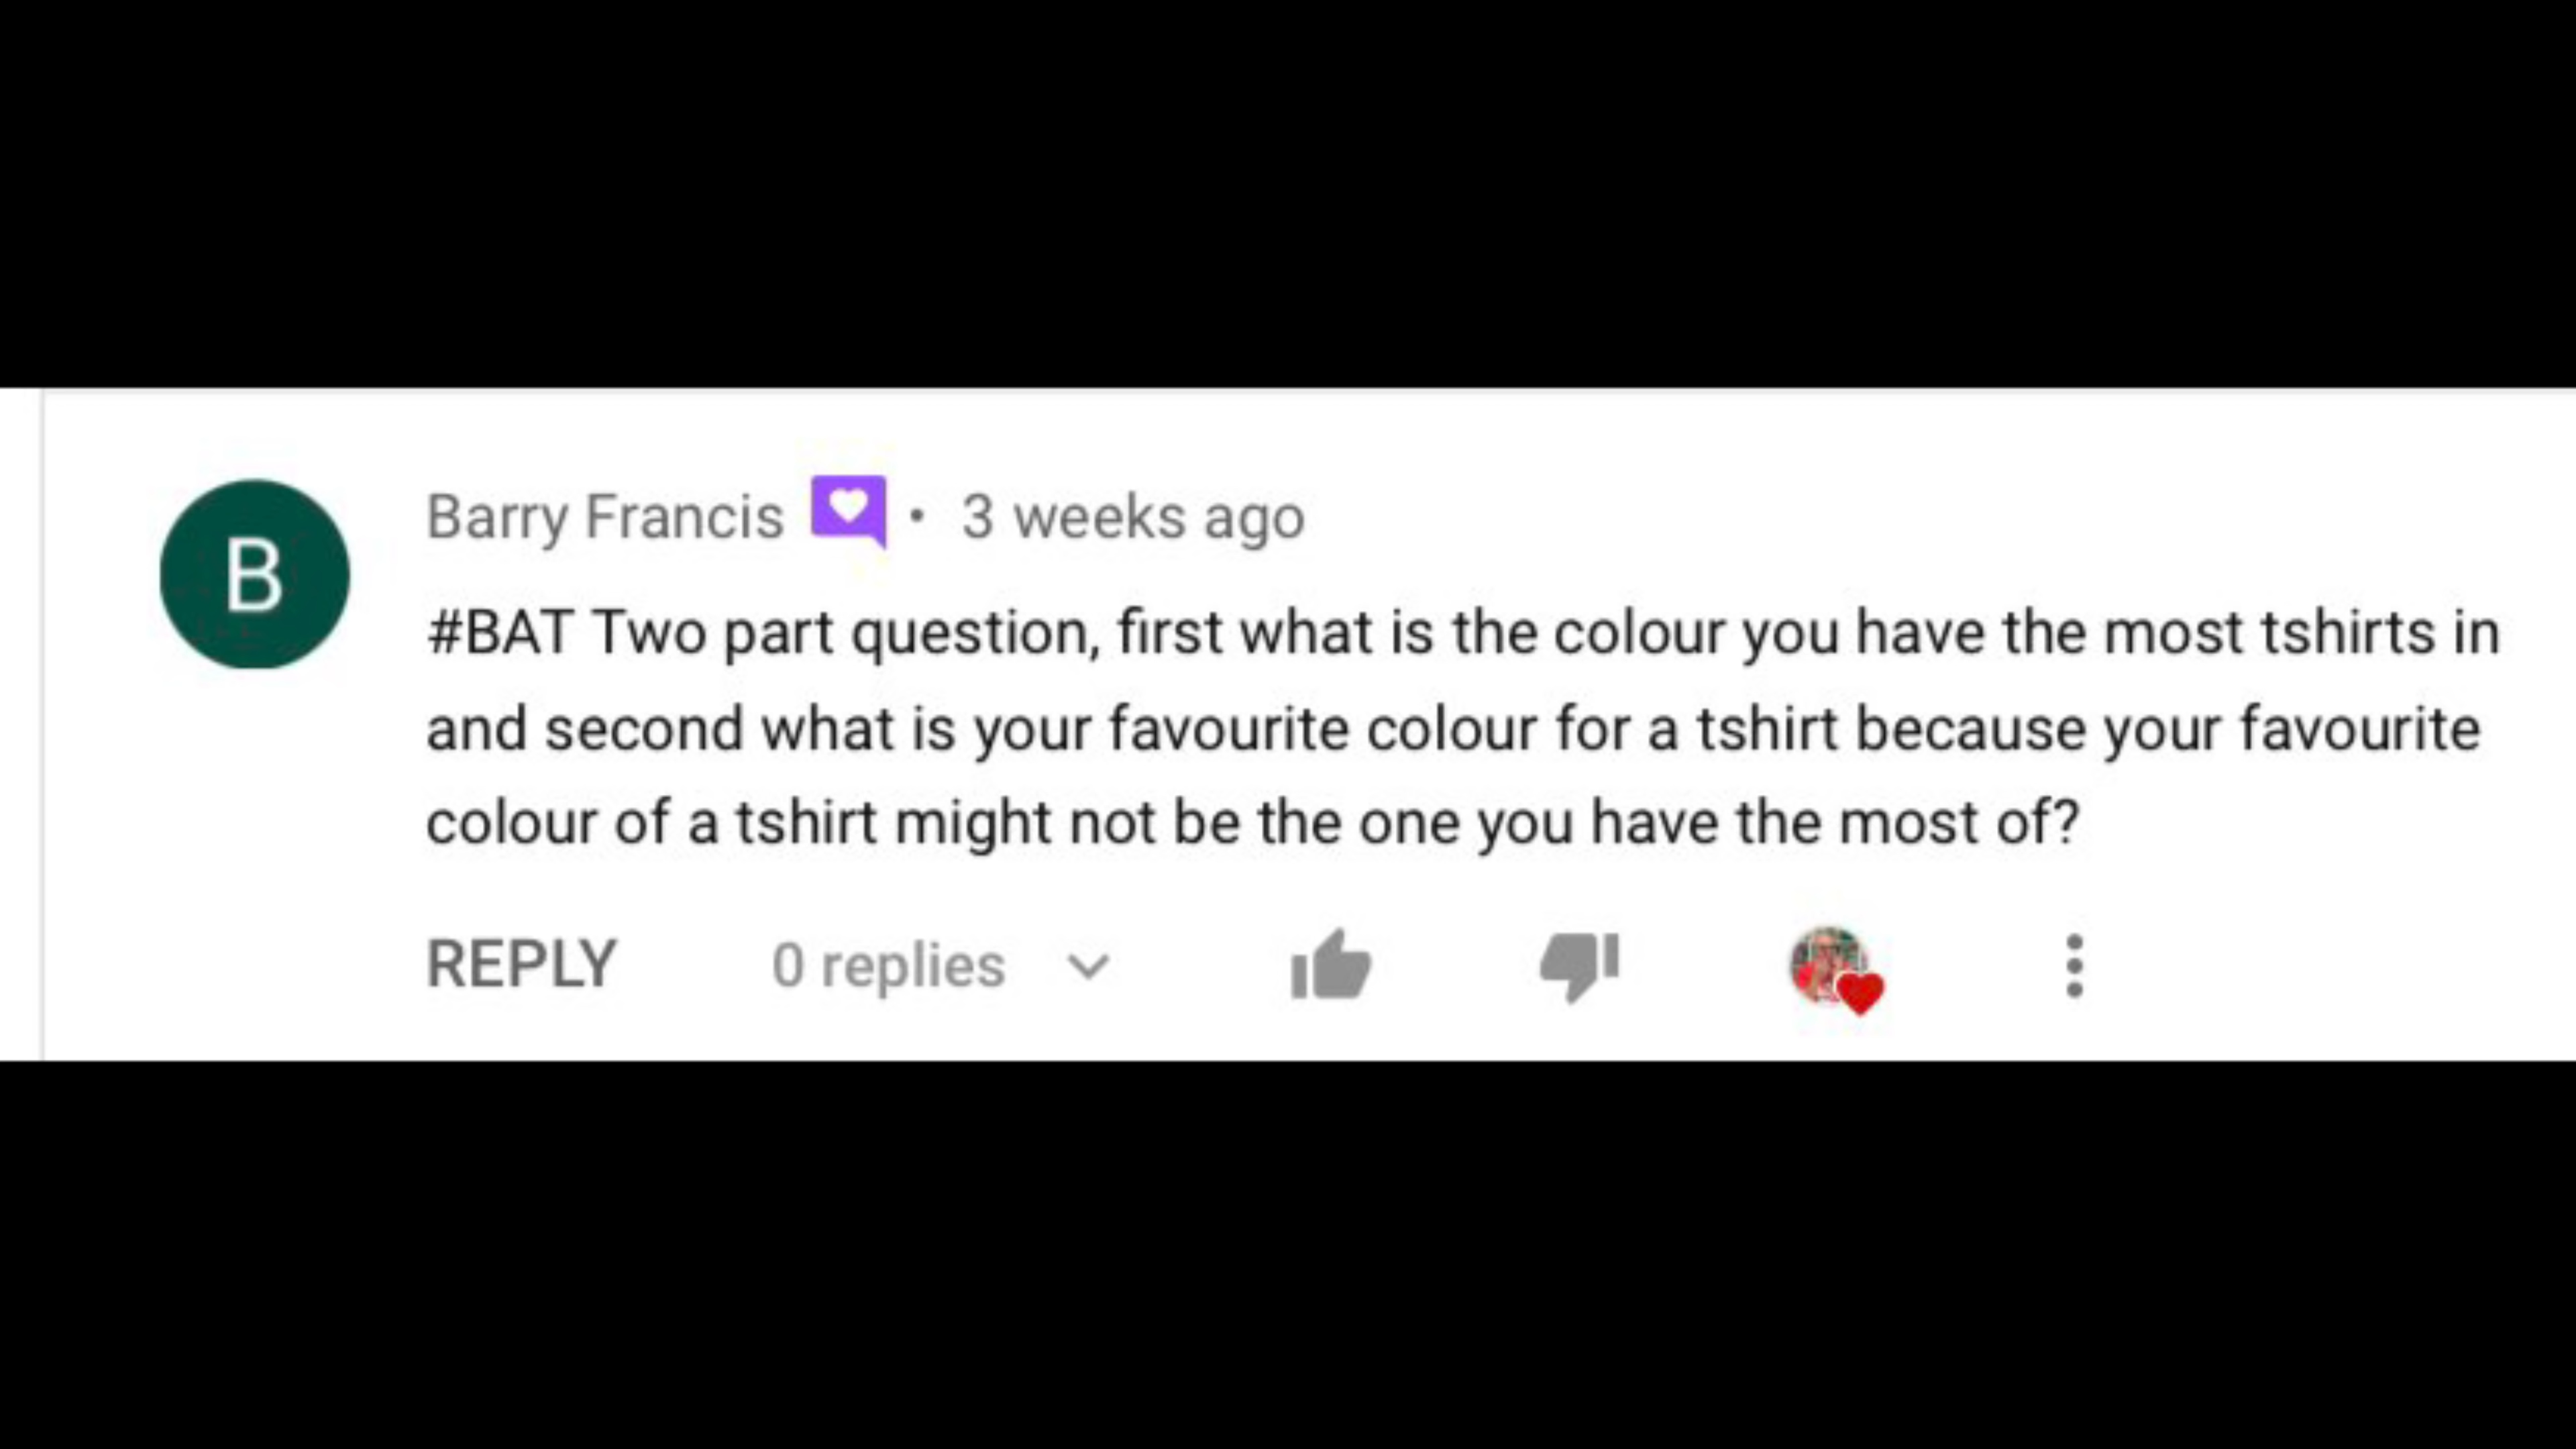 B
Barry Francis • 3 weeks ago
#BAT Two part question, first what is the colour you have the most tshirts in
and second what is your favourite colour for a tshirt because your favourite
colour of a tshirt might not be the one you have the most of?
REPLY 0 replies